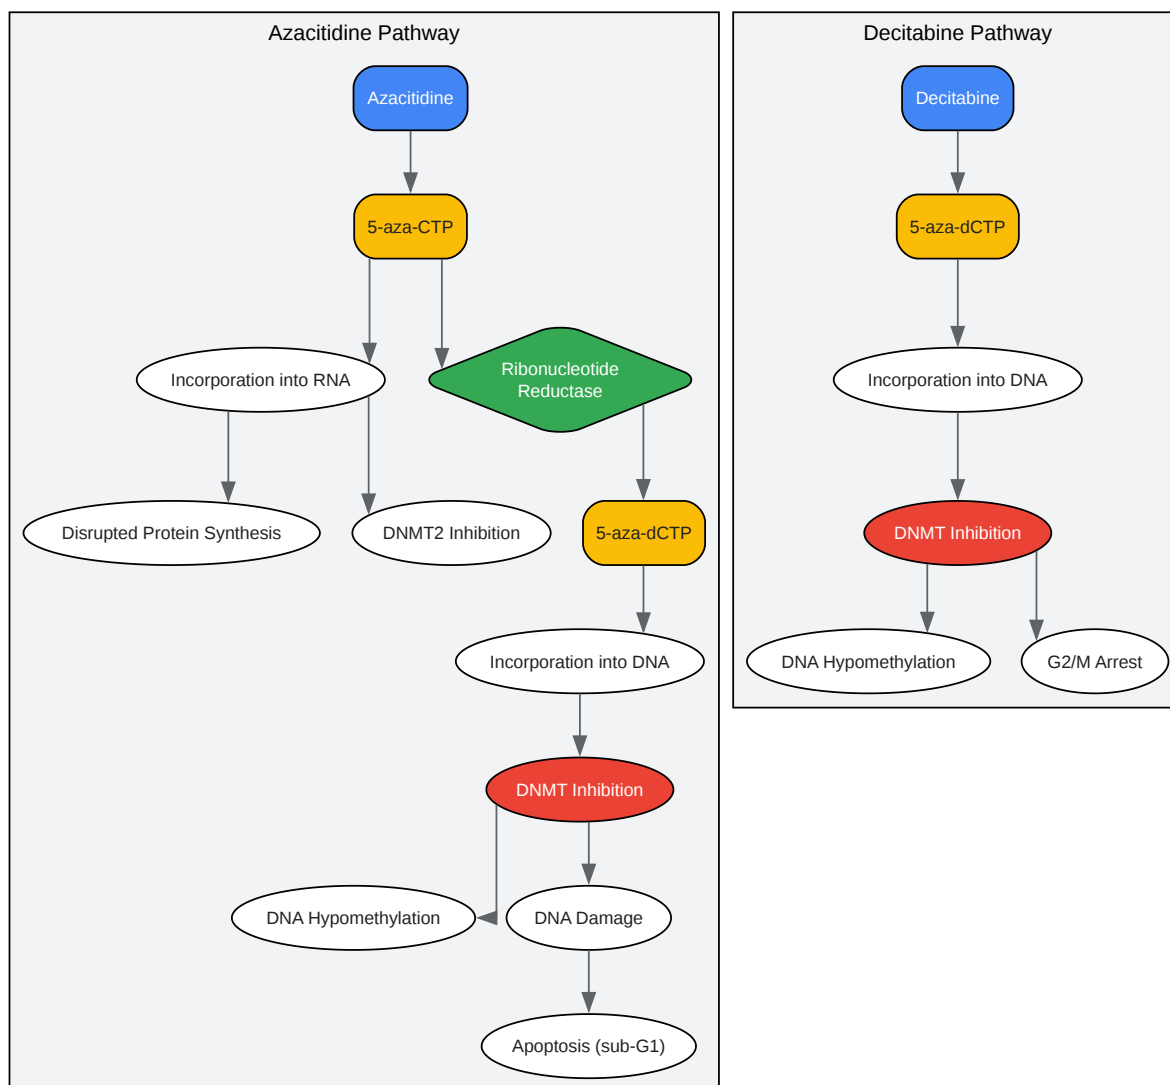 Azacitidine Pathway
Azacitidine
5-aza-CTP
Incorporation into RNA
Ribonucleotide
Reductase
Disrupted Protein Synthesis
DNMT2 Inhibition
5-aza-dCTP
Incorporation into DNA
DNMT Inhibition
DNA Hypomethylation
DNA Damage
Apoptosis (sub-G1)
Decitabine Pathway
Decitabine
5-aza-dCTP
Incorporation into DNA
DNMT Inhibition
DNA Hypomethylation
G2/M Arrest